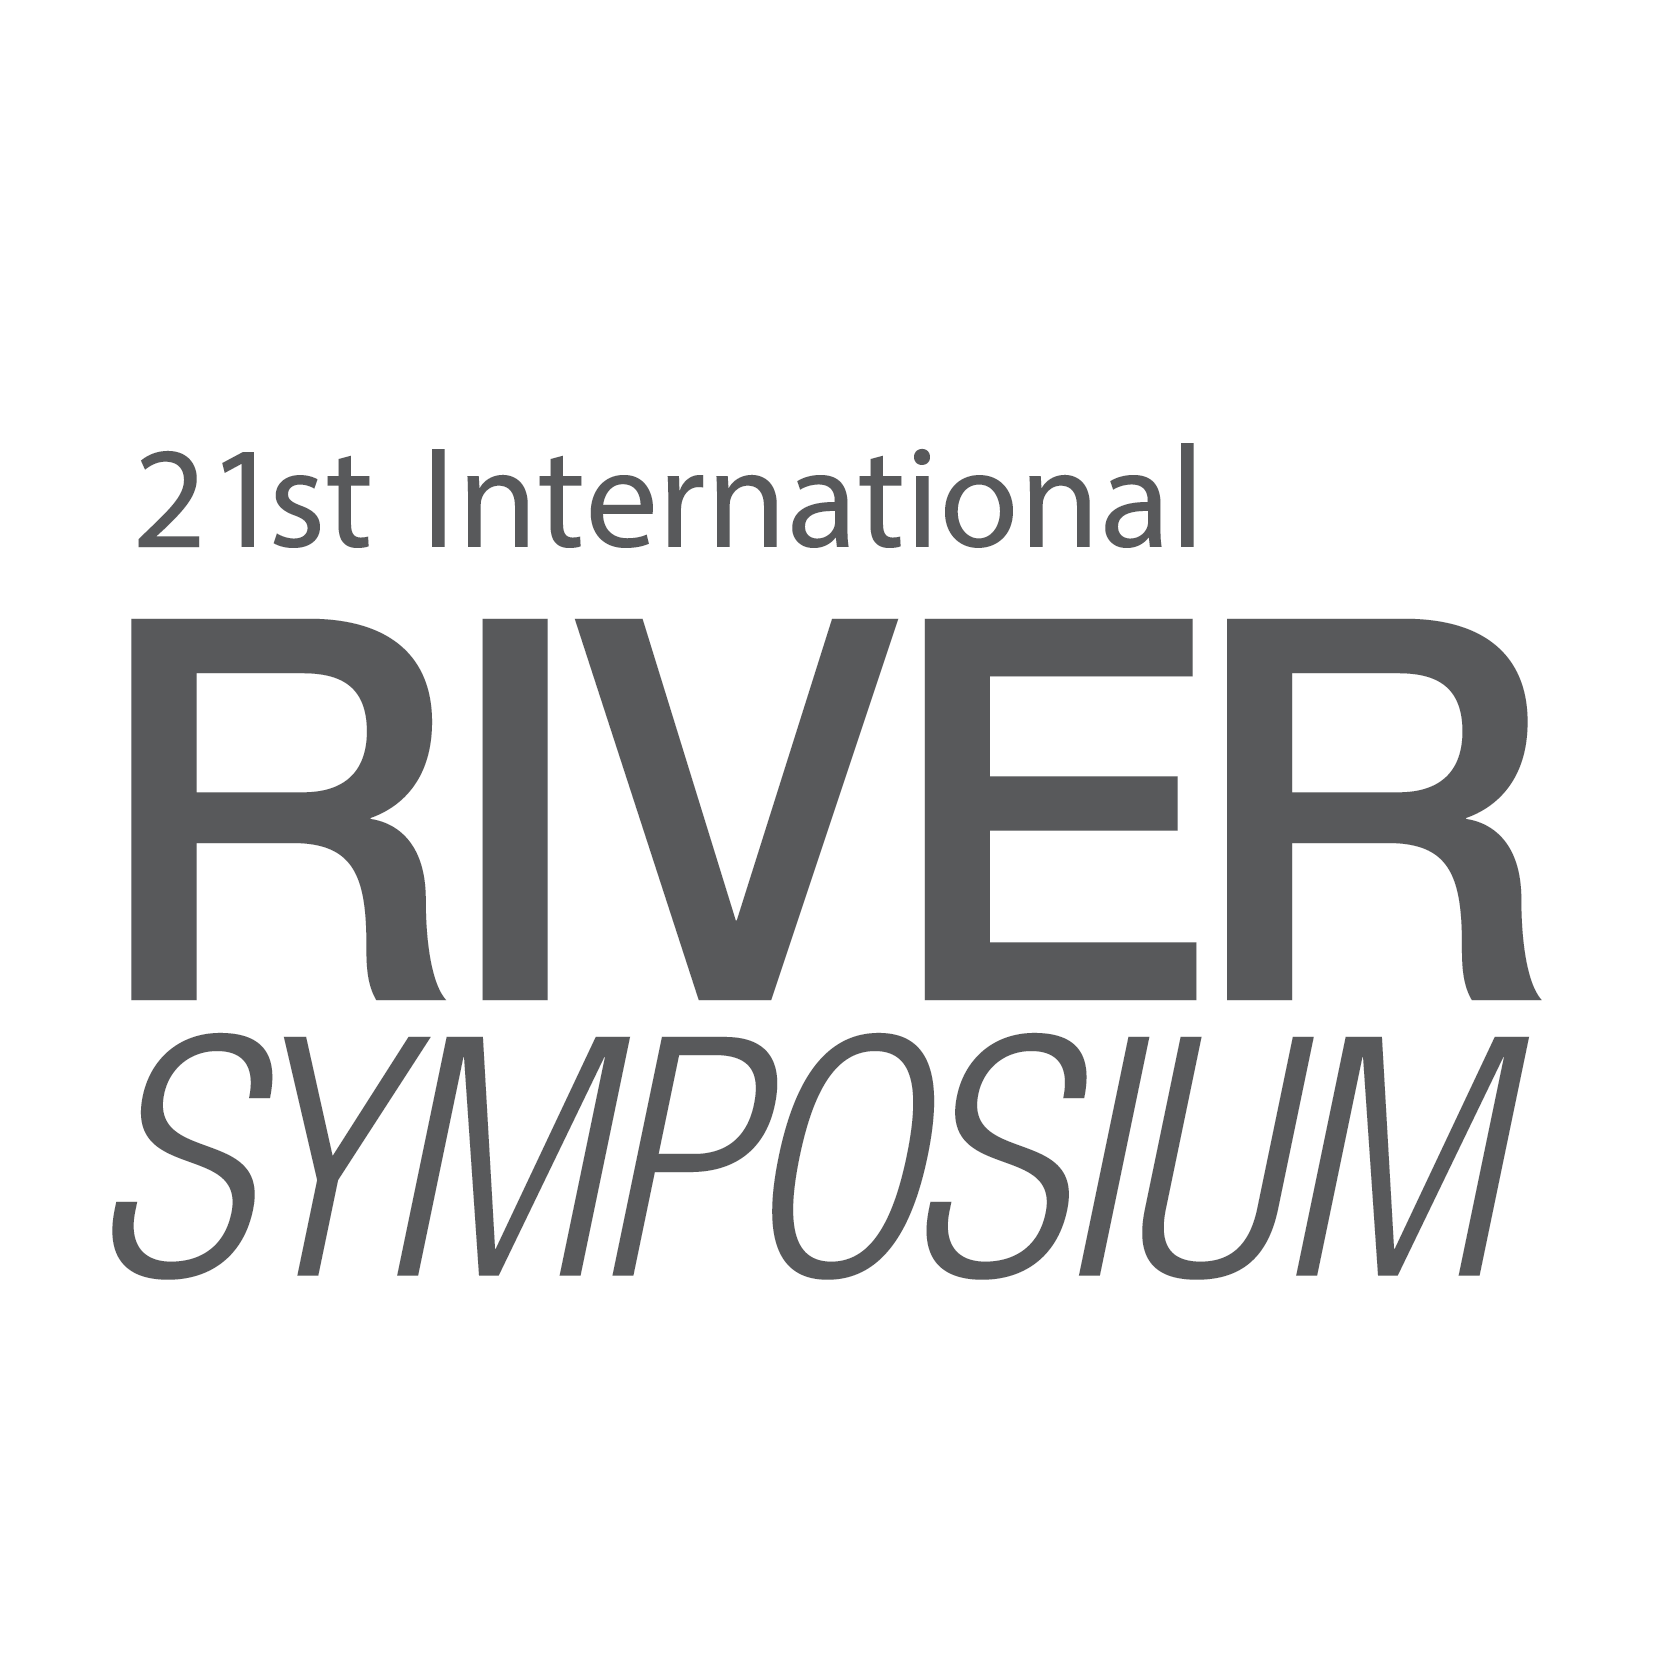 21st International
RIVER
SYMPOSIUM